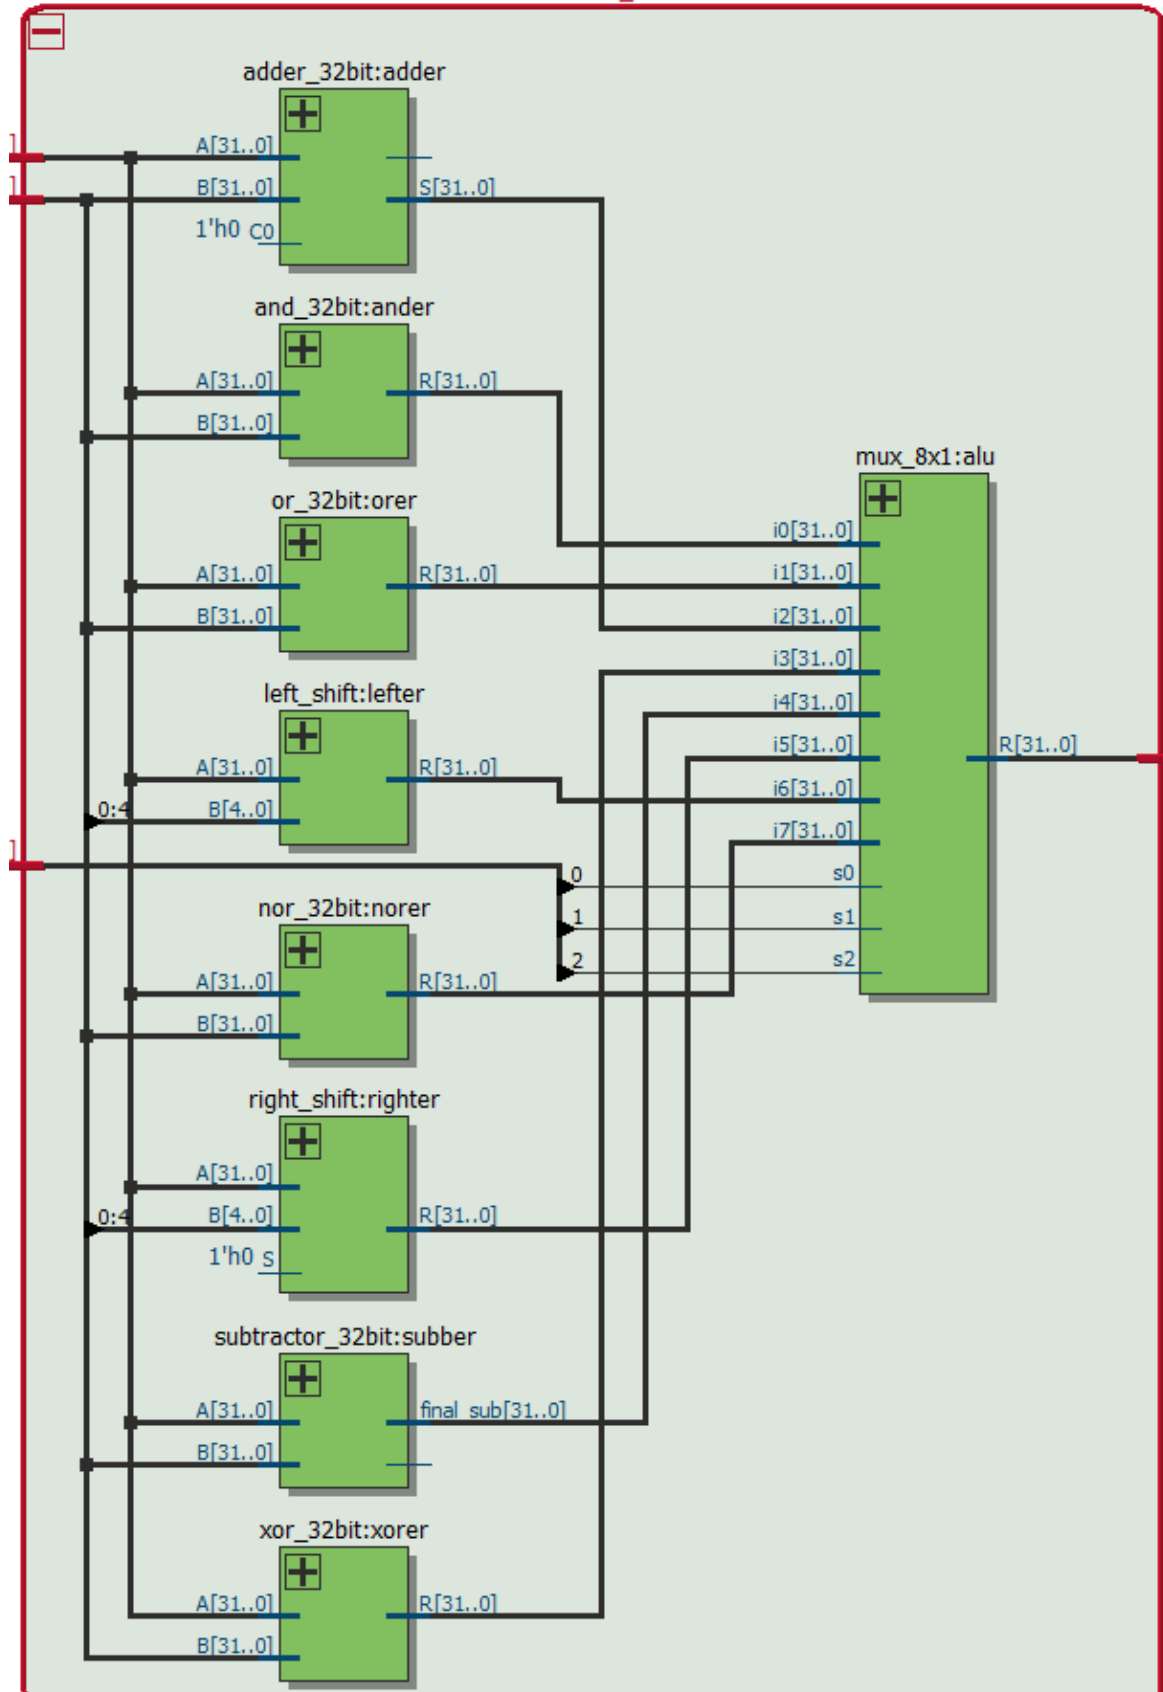 adder_32bit:adder
A[31..0]
B[31..0]
S[31..0]
1'h0 C0
and_32bit:ander
A[31..0]
R[31..0]
B[31..0]
mux_8x1:alu
or_32bit:orer
A[31..0]
R[31..0]
B[31..0]
i0[31..0]
i1[31..0]
i2[31..0]
i3[31..0]
i4[31..0]
i5[31..0]
i6[31..0]
i7[31..0]
s0
s1
s2
R[31..0]
left_shift:lefter
A[31..0]
R[31..0]
0:4
B[4..0]
0
1
2
nor_32bit:norer
A[31..0]
R[31..0]
B[31..0]
right_shift:righter
A[31..0]
0:4
B[4..0]
R[31..0]
1'h0 S
subtractor_32bit:subber
A[31..0]
final_sub[31..0]
B[31..0]
xor_32bit:xorer
A[31..0]
R[31..0]
B[31..0]